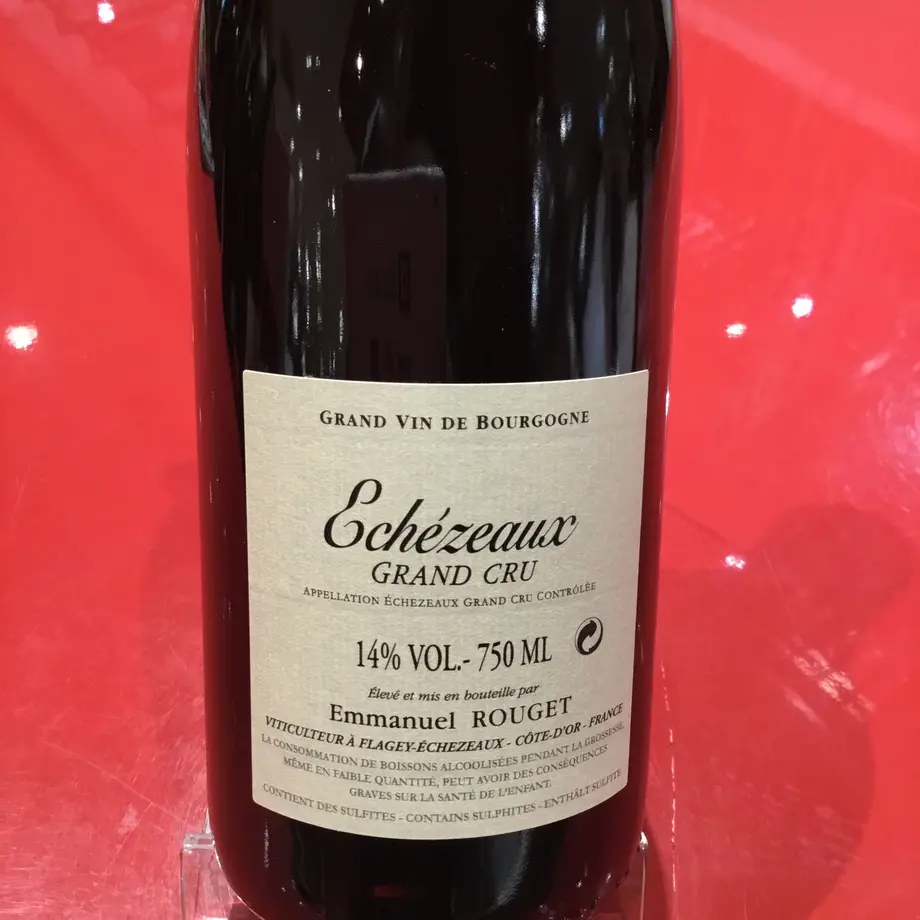 GRAND VIN DE BOURGOGNE
Echézeaux
GRAND CRU
APPELLATION ÉCHEZEAUX GRAND CRU CONTRÔLÉE
14% VOL.- 750 ML
Élevé et mis en bouteille par
Emmanuel ROUGET
VITICULTEUR À FLAGEY-ÉCHEZEAUX - CÔTE-D'OR - FRANCE
LA CONSOMMATION DE BOISSONS ALCOOLISÉES PENDANT LA GROSSESSE,
MÊME EN FAIBLE QUANTITÉ, PEUT AVOIR DES CONSÉQUENCES
GRAVES SUR LA SANTÉ DE L'ENFANT.
CONTIENT DES SULFITES - CONTAINS SULPHITES - ENTHÄLT SULFITE